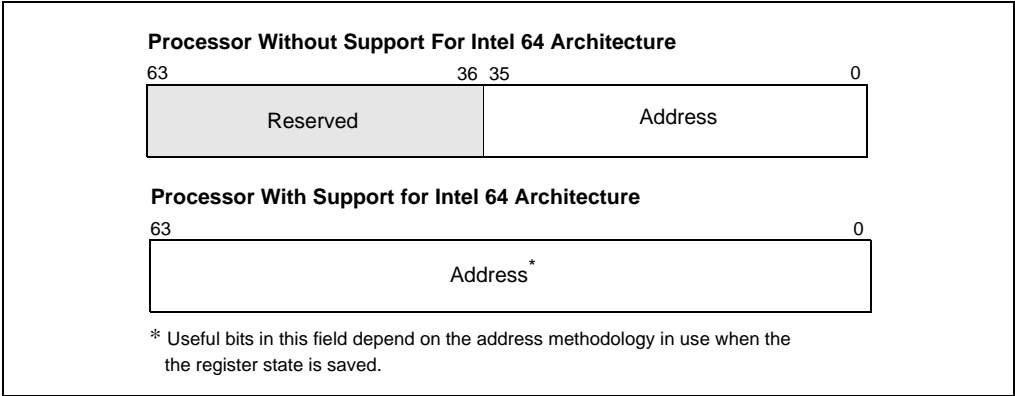 Processor Without Support For Intel 64 Architecture
63 36 35 0
Reserved Address
Processor With Support for Intel 64 Architecture
63 0
Address*
* Useful bits in this field depend on the address methodology in use when the
the register state is saved.